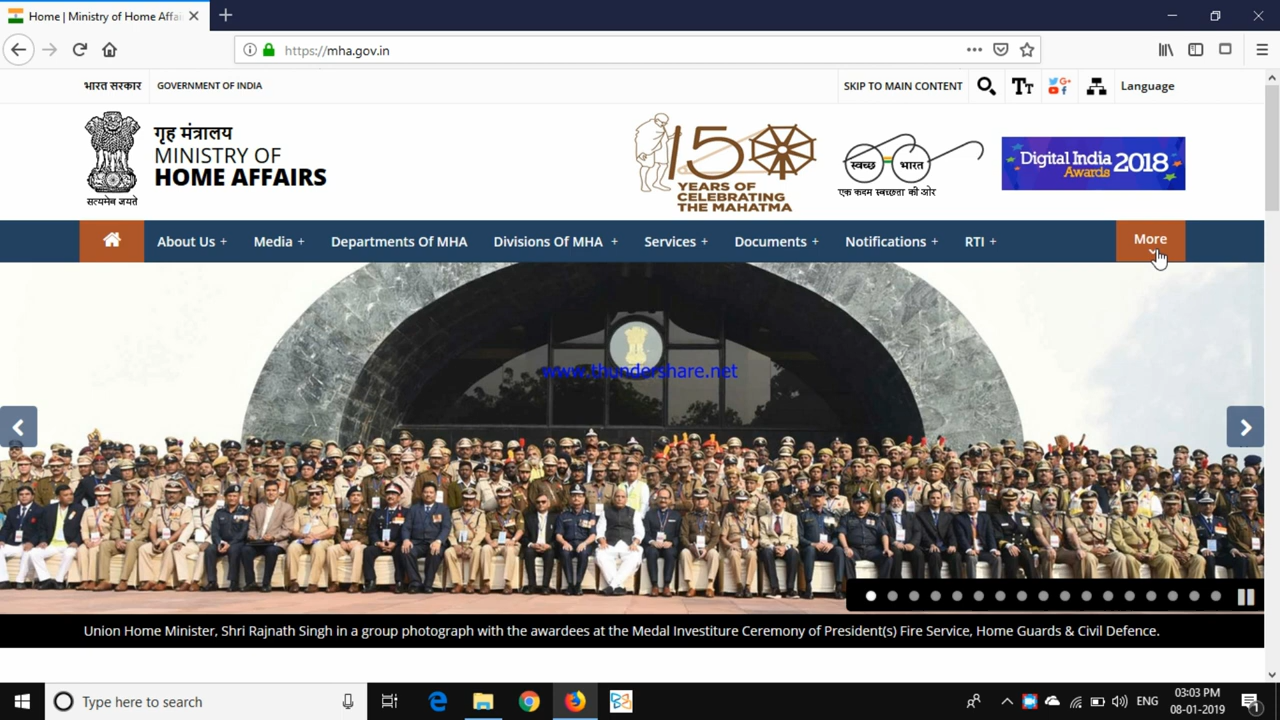 Home | Ministry of Home Affai
https://mha.gov.in
भारत सरकार
GOVERNMENT OF INDIA
SKIP TO MAIN CONTENT
TT
Language
गृह मंत्रालय
MINISTRY OF
HOME AFFAIRS
सत्यमेव जयते
150
YEARS OF
CELEBRATING
THE MAHATMA
स्वच्छ भारत
एक कदम स्वच्छता की ओर
Digital India 2018
Awards
About Us +
Media +
Departments Of MHA
Divisions Of MHA +
Services +
Documents +
Notifications +
RTI +
More
www.thundershare.net
Union Home Minister, Shri Rajnath Singh in a group photograph with the awardees at the Medal Investiture Ceremony of President(s) Fire Service, Home Guards & Civil Defence.
Type here to search
ENG
03:03 PM
08-01-2019
1